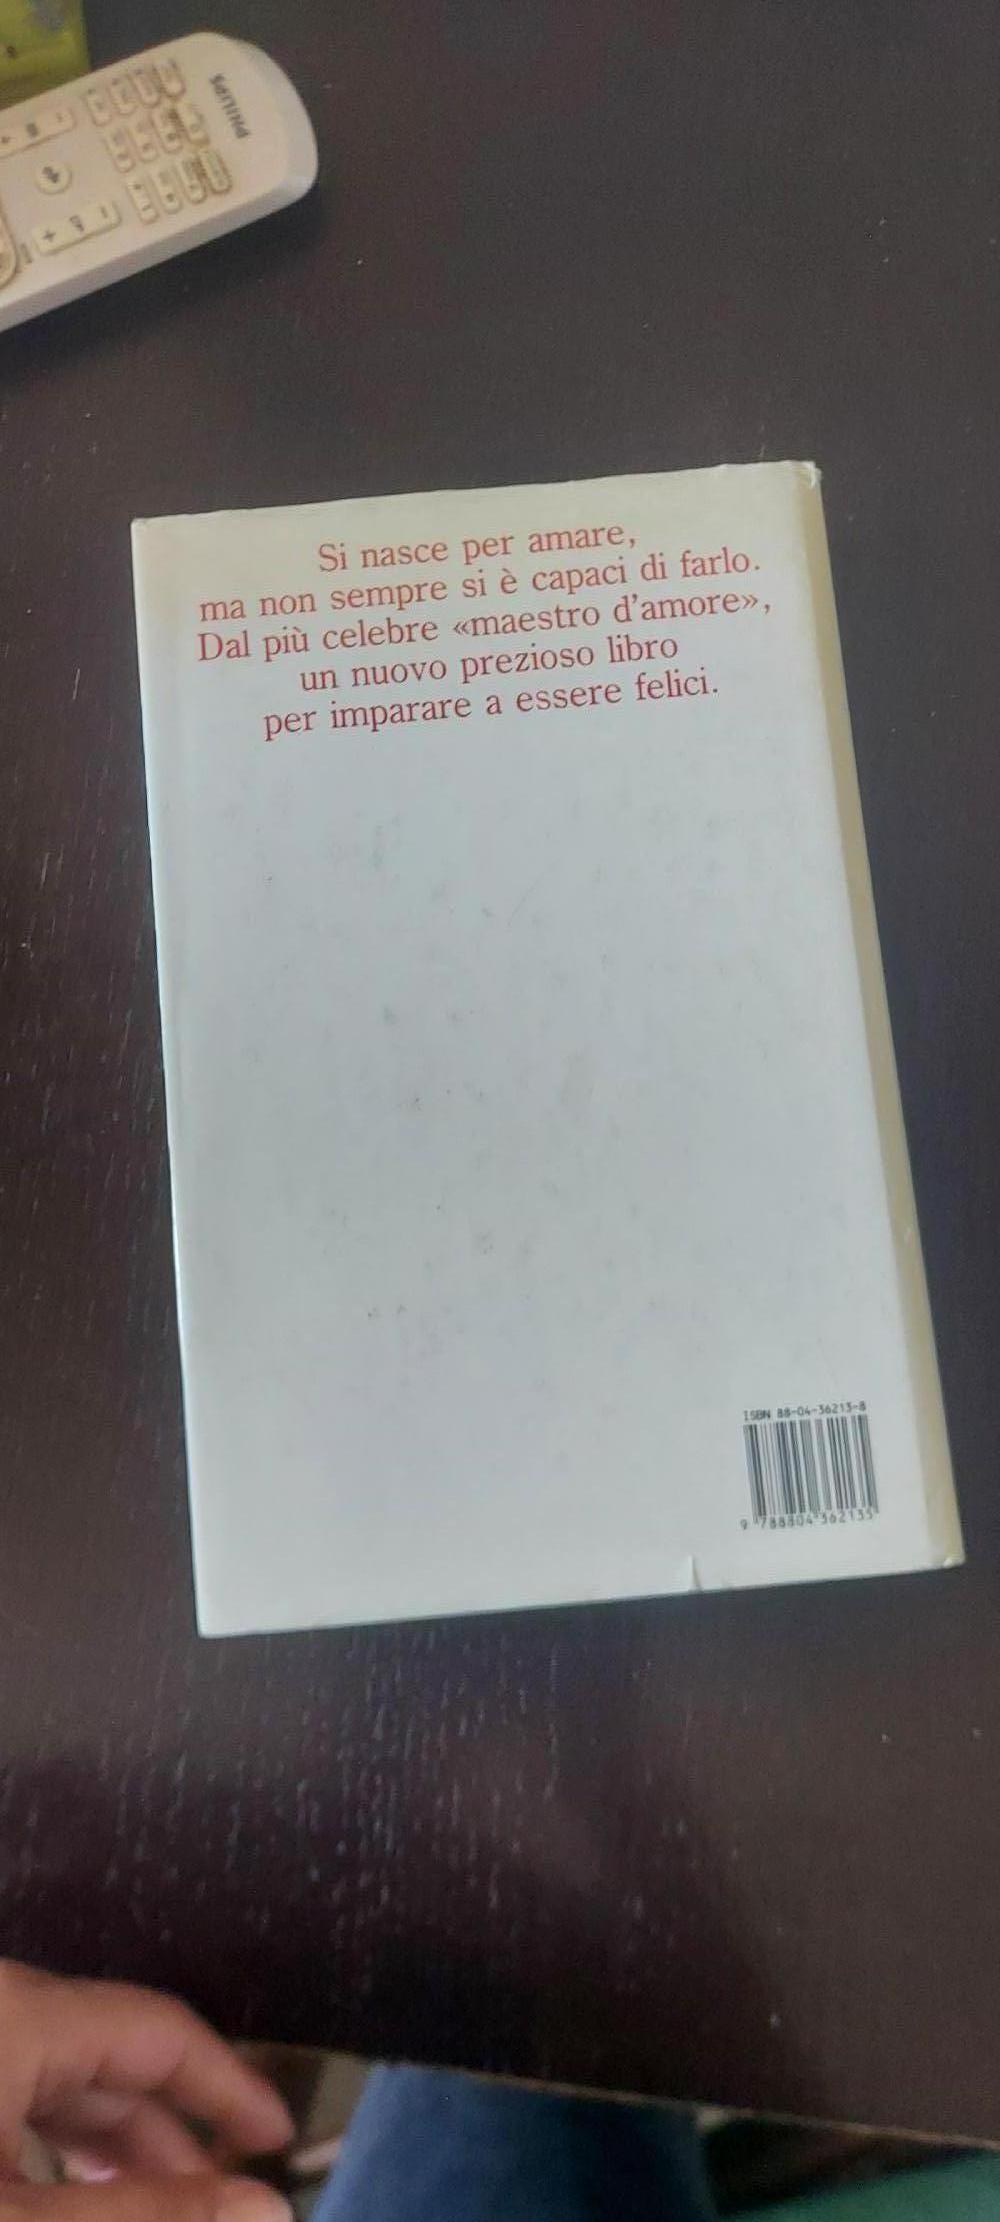 PHILIPS
Si nasce per amare,
ma non sempre si è capaci di farlo.
Dal più celebre «maestro d'amore»,
un nuovo prezioso libro
per imparare a essere felici.
ISBN 88-04-36213-8
9 788804 362135